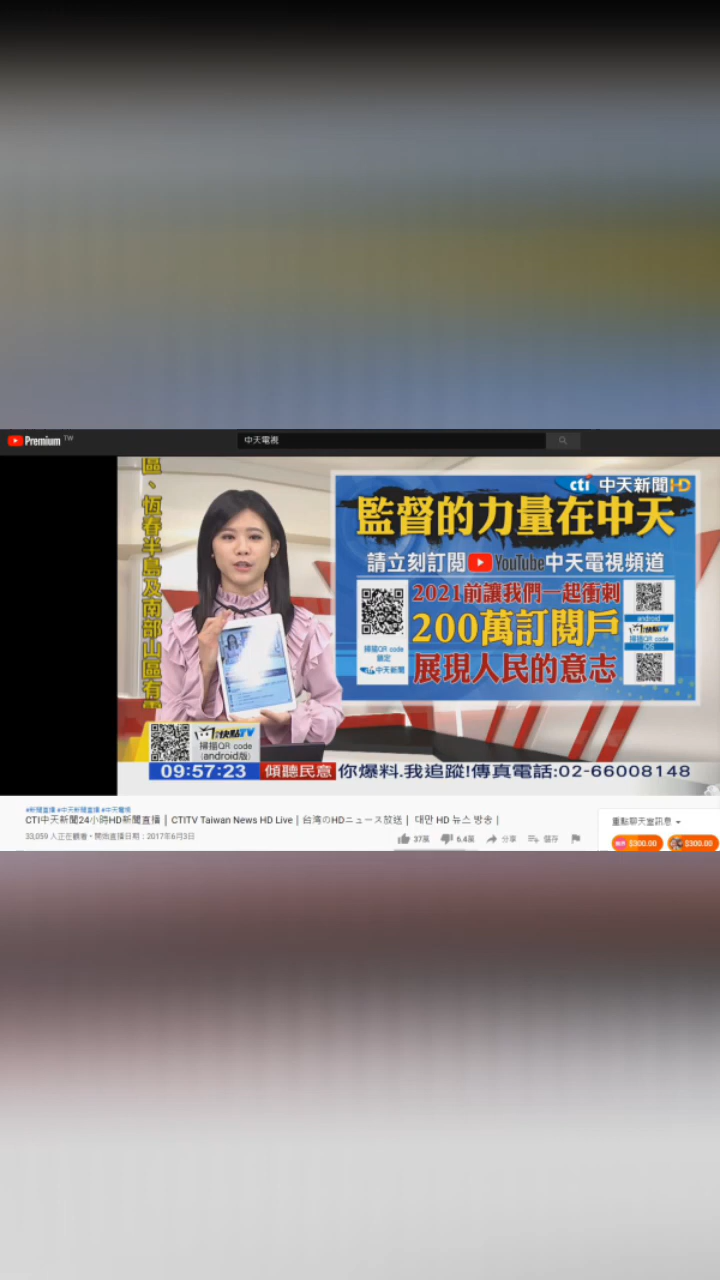 Premium TW
中天電視
區、恆春半島及南部山區有
cti 中天新聞HD
監督的力量在中天
請立刻訂閱 YouTube中天電視頻道
2021前讓我們一起衝刺
200萬訂閱戶
展現人民的意志
掃描QR code
綁定
中天新聞
android
快點TV
掃描QR code
iOS
快點TV
掃描QR code
(android版)
09:57:23 傾聽民意 你爆料.我追蹤!傳真電話:02-66008148
#新聞直播 #中天新聞直播 #中天電視
CTI中天新聞24小時HD新聞直播 │ CTITV Taiwan News HD Live│台湾のHDニュース放送│ 대만 HD 뉴스 방송│
33,059 人正在觀看・開始直播日期：2017年6月3日
37萬 6.4萬 分享 儲存
重點聊天室訊息
$300.00 $300.00